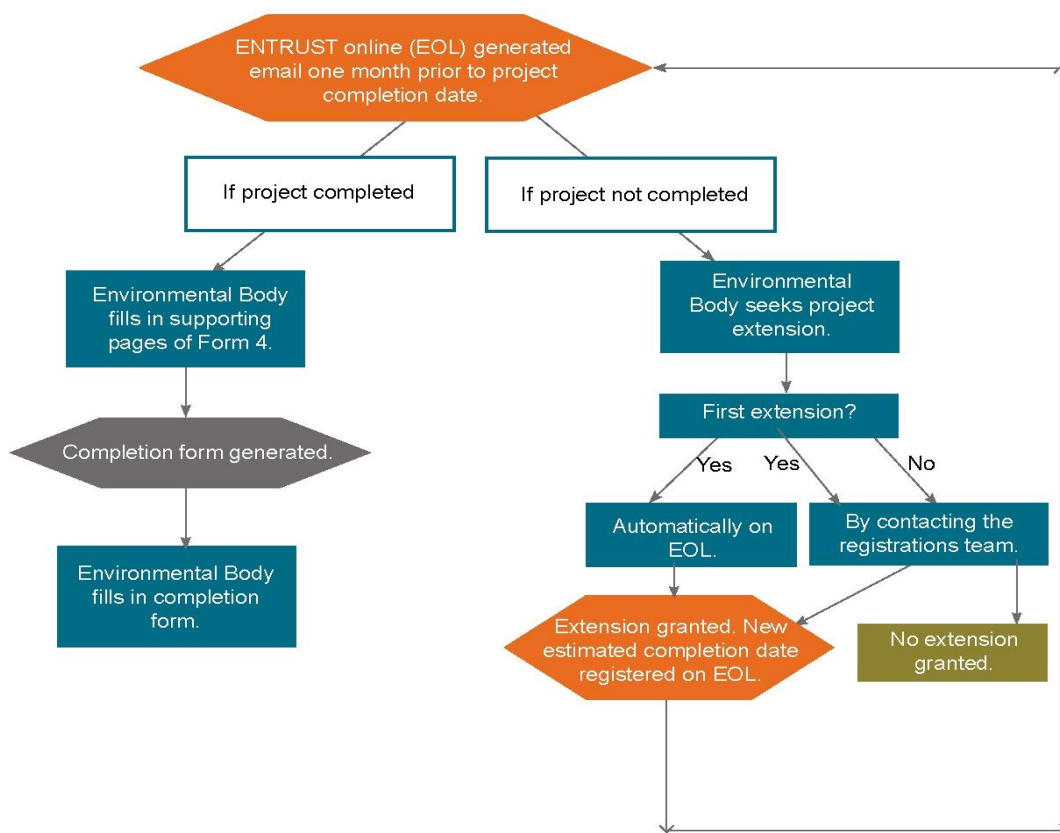 ENTRUST online (EOL) generated
email one month prior to project
completion date.
If project completed
If project not completed
Environmental Body
fills in supporting
pages of Form 4.
Environmental
Body seeks project
extension.
Completion form generated.
First extension?
Yes
Yes
No
Environmental Body
fills in completion
form.
Automatically on
EOL.
By contacting the
registrations team.
Extension granted. New
estimated completion date
registered on EOL.
No extension
granted.